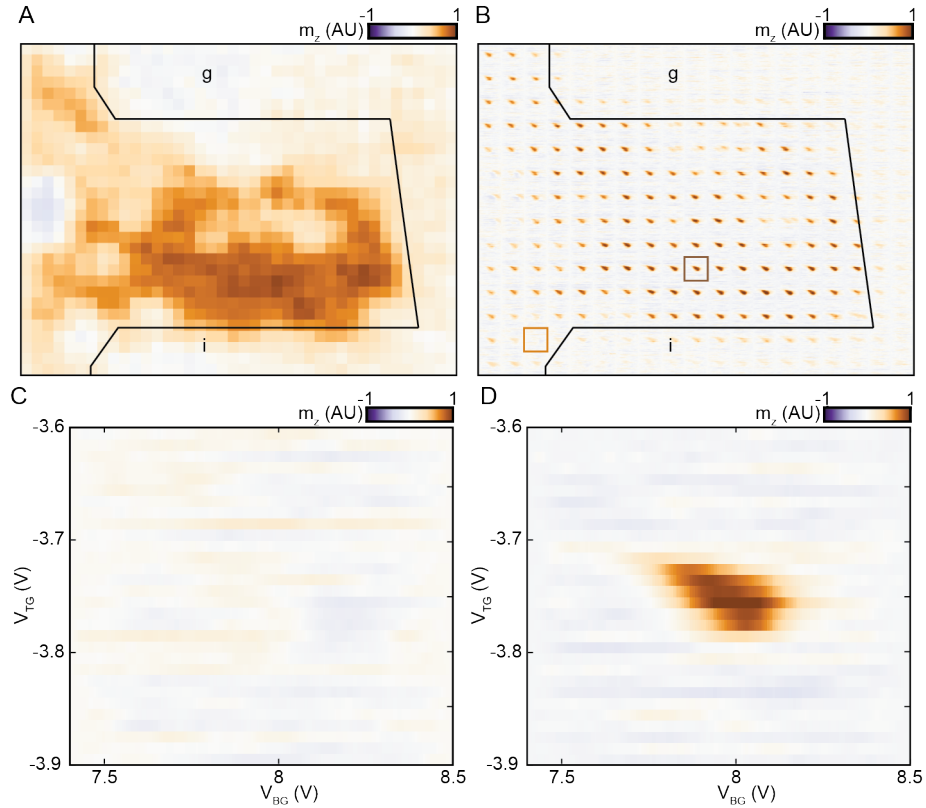 A
m_z (AU)
-1
1
B
m_z (AU)
-1
1
g
i
g
i
C
m_z (AU)
-1
1
D
m_z (AU)
-1
1
-3.6
-3.7
-3.8
-3.9
V_TG (V)
7.5
8
8.5
V_BG (V)
-3.6
-3.7
-3.8
-3.9
V_TG (V)
7.5
8
8.5
V_BG (V)